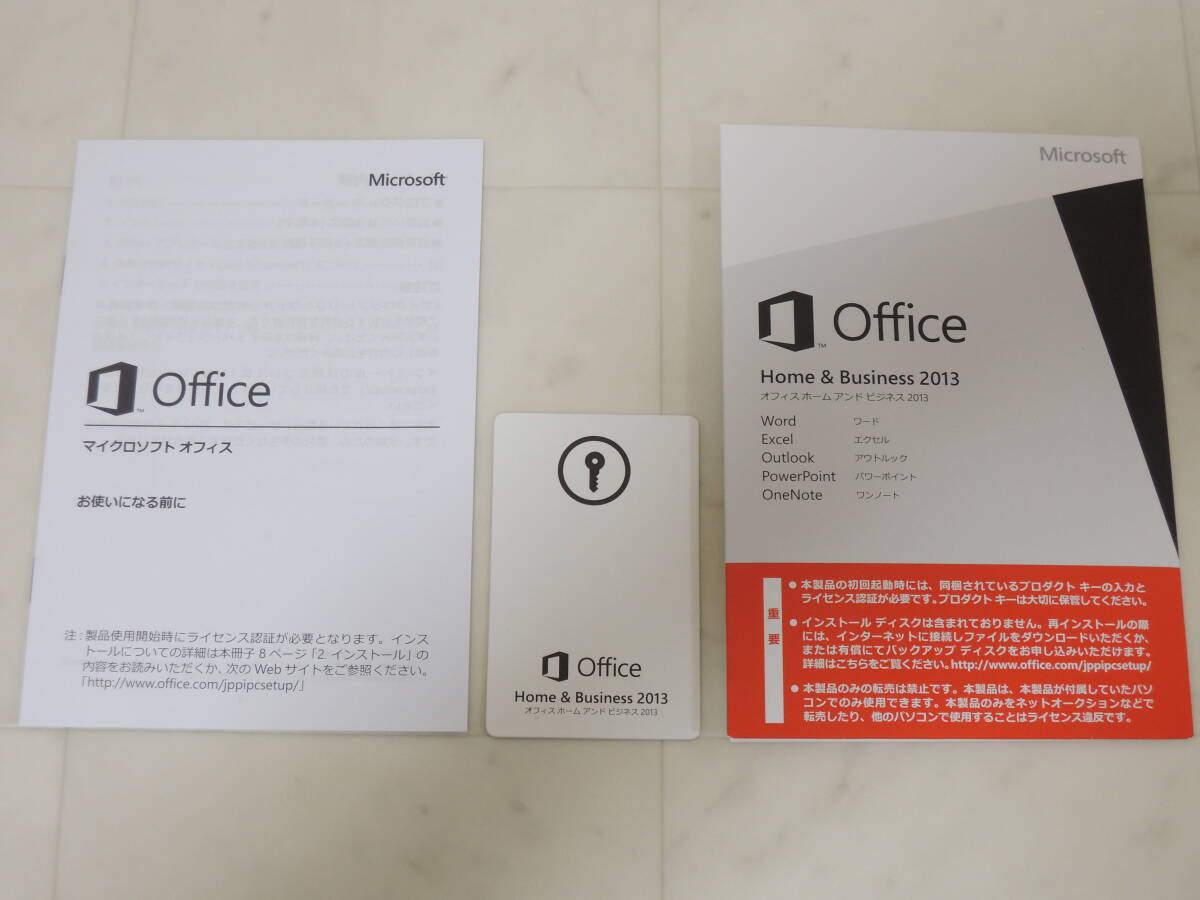 Microsoft
Office
マイクロソフト オフィス
お使いになる前に
注：製品使用開始時にライセンス認証が必要となります。インス
トールについての詳細は本冊子 8 ページ「2. インストール」の
内容をお読みいただくか、次の Web サイトをご参照ください。
「http://www.office.com/jppipcsetup/」
Office
Home & Business 2013
オフィス ホーム アンド ビジネス 2013
Microsoft
Office
Home & Business 2013
オフィス ホーム アンド ビジネス 2013
Word ワード
Excel エクセル
Outlook アウトルック
PowerPoint パワーポイント
OneNote ワンノート
重要
● 本製品の初回起動時には、同梱されているプロダクト キーの入力と
ライセンス認証が必要です。プロダクト キーは大切に保管してください。
● インストール ディスクは含まれておりません。再インストールの際
には、インターネットに接続しファイルをダウンロードいただくか、
または有償にてバックアップ ディスクをお申し込みいただけます。
詳細はこちらをご覧ください。http://www.office.com/jppipcsetup/
● 本製品のみの転売は禁止です。本製品は、本製品が付属していたパソ
コンでのみ使用できます。本製品のみをネットオークションなどで
転売したり、他のパソコンで使用することはライセンス違反です。